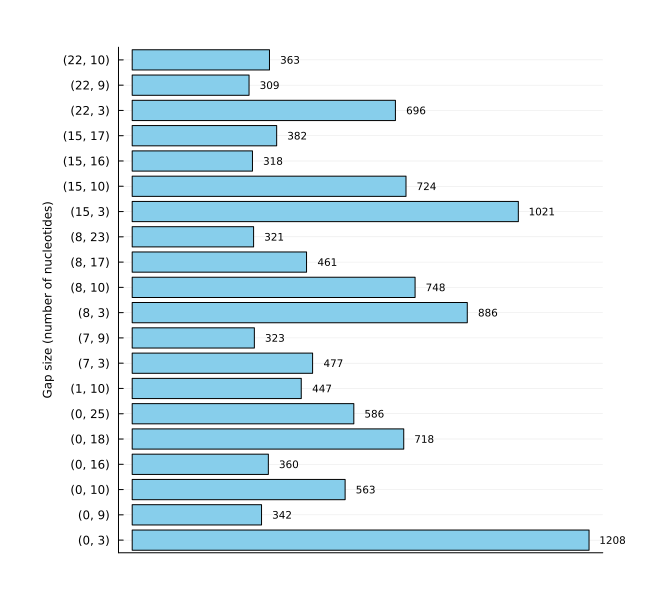 Gap size (number of nucleotides)
(22, 10) 363
(22, 9) 309
(22, 3) 696
(15, 17) 382
(15, 16) 318
(15, 10) 724
(15, 3) 1021
(8, 23) 321
(8, 17) 461
(8, 10) 748
(8, 3) 886
(7, 9) 323
(7, 3) 477
(1, 10) 447
(0, 25) 586
(0, 18) 718
(0, 16) 360
(0, 10) 563
(0, 9) 342
(0, 3) 1208